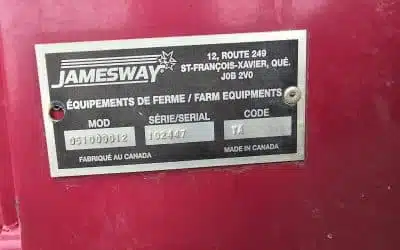 JAMESWAY
12, ROUTE 249
ST-FRANÇOIS-XAVIER, QUÉ.
J0B 2V0
ÉQUIPEMENTS DE FERME / FARM EQUIPMENTS
MOD SÉRIE/SERIAL CODE
051000012 102447 YA
FABRIQUÉ AU CANADA MADE IN CANADA